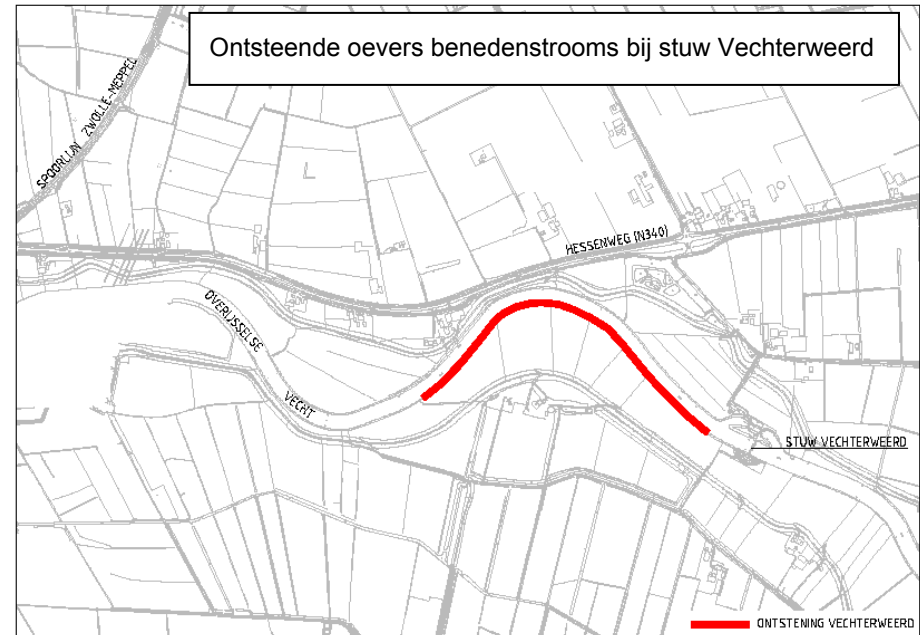 Ontsteende oevers benedenstrooms bij stuw Vechterweerd
SPOORLIJN ZWOLLE-MEPPEL
HESSENWEG (N340)
OVERIJSSELSE
VECHT
STUW VECHTERWEERD
ONTSTENING VECHTERWEERD